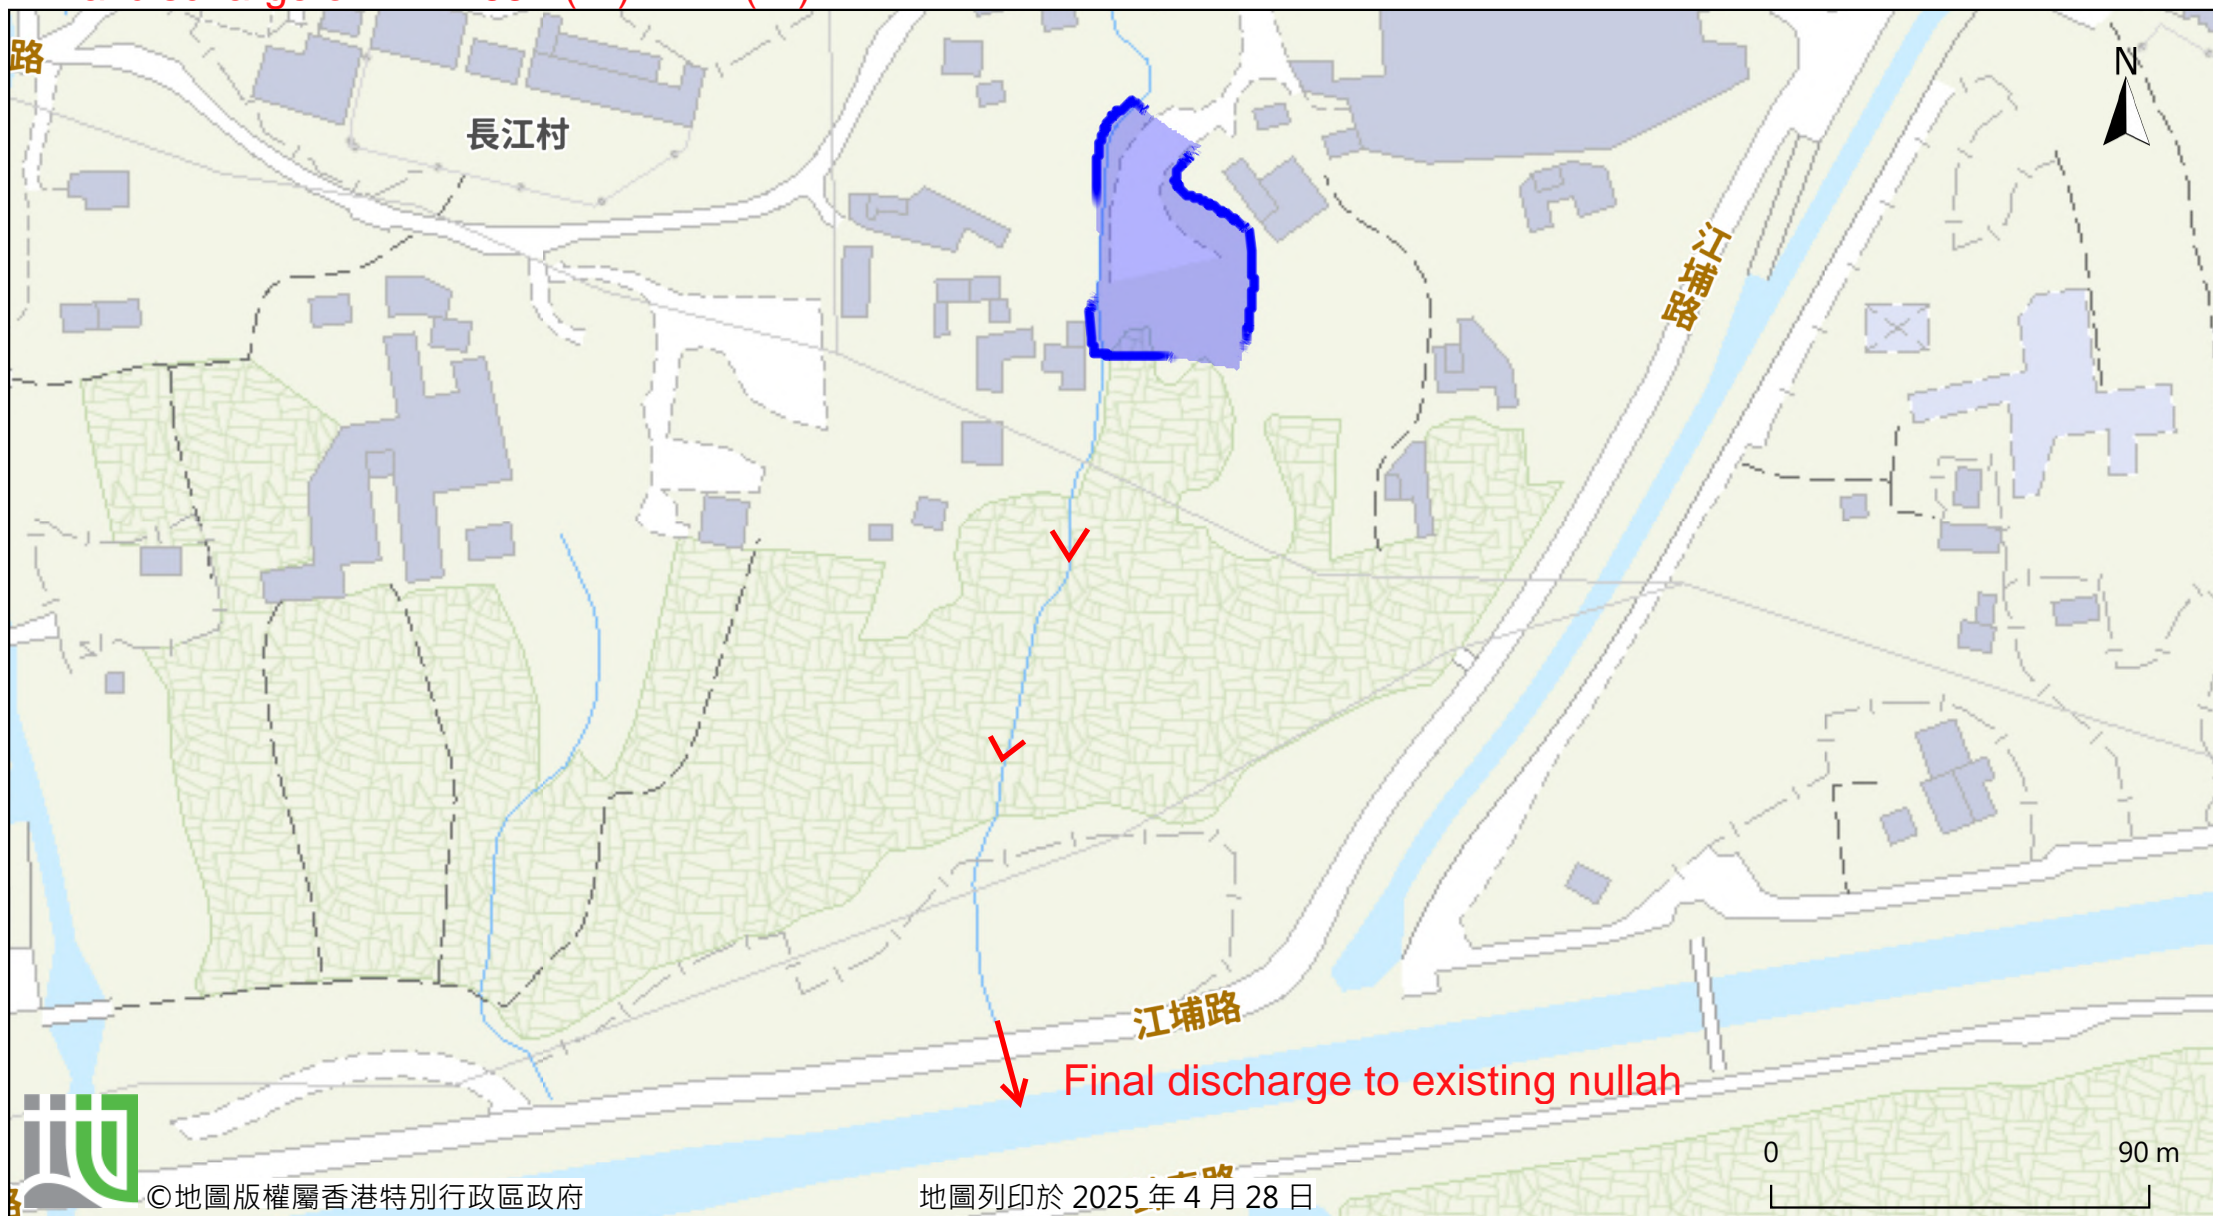 路
N
長江村
江埔路
江埔路
Final discharge to existing nullah
0 90 m
©地圖版權屬香港特別行政區政府
地圖列印於 2025 年 4 月 28 日
路